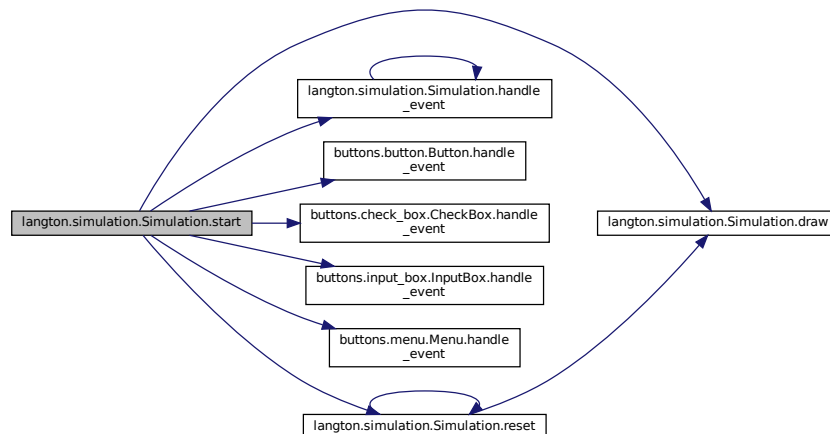 langton.simulation.Simulation.start
langton.simulation.Simulation.handle
_event
buttons.button.Button.handle
_event
buttons.check_box.CheckBox.handle
_event
buttons.input_box.InputBox.handle
_event
buttons.menu.Menu.handle
_event
langton.simulation.Simulation.reset
langton.simulation.Simulation.draw